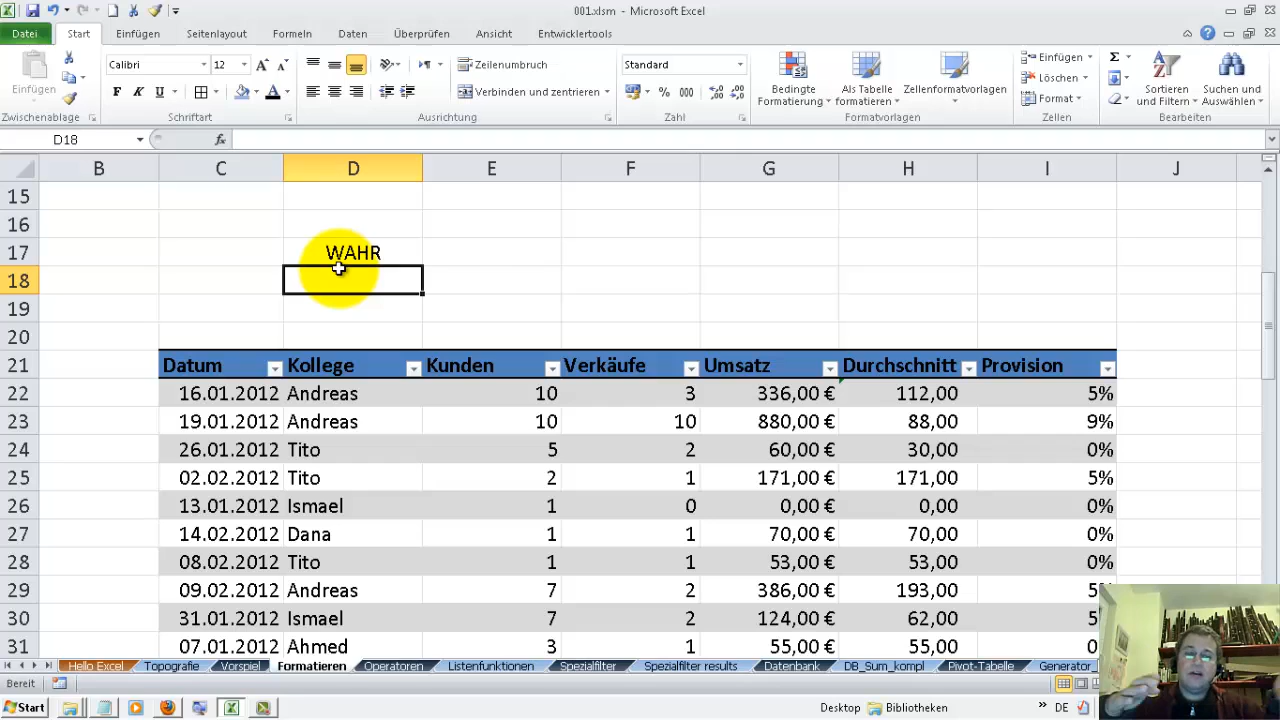 001.xlsm - Microsoft Excel
Datei Start Einfügen Seitenlayout Formeln Daten Überprüfen Ansicht Entwicklertools
Einfügen
Zwischenablage
Calibri 12
F K U
Schriftart
Zeilenumbruch
Verbinden und zentrieren
Ausrichtung
Standard
% 000
Zahl
Bedingte Formatierung
Als Tabelle formatieren
Zellenformatvorlagen
Formatvorlagen
Einfügen
Löschen
Format
Zellen
Sortieren und Filtern
Suchen und Auswählen
Bearbeiten
D18 fx
B C D E F G H I J
15
16
17 WAHR
18
19
20
21 Datum Kollege Kunden Verkäufe Umsatz Durchschnitt Provision
22 16.01.2012 Andreas 10 3 336,00 € 112,00 5%
23 19.01.2012 Andreas 10 10 880,00 € 88,00 9%
24 26.01.2012 Tito 5 2 60,00 € 30,00 0%
25 02.02.2012 Tito 2 1 171,00 € 171,00 5%
26 13.01.2012 Ismael 1 0 0,00 € 0,00 0%
27 14.02.2012 Dana 1 1 70,00 € 70,00 0%
28 08.02.2012 Tito 1 1 53,00 € 53,00 0%
29 09.02.2012 Andreas 7 2 386,00 € 193,00
30 31.01.2012 Ismael 7 2 124,00 € 62,00
31 07.01.2012 Ahmed 3 1 55,00 € 55,00
Hello Excel Topografie Vorspiel Formatieren Operatoren Listenfunktionen Spezialfilter Spezialfilter results Datenbank DB_Sum_kompl Pivot-Tabelle Generator
Bereit
Start Desktop Bibliotheken DE